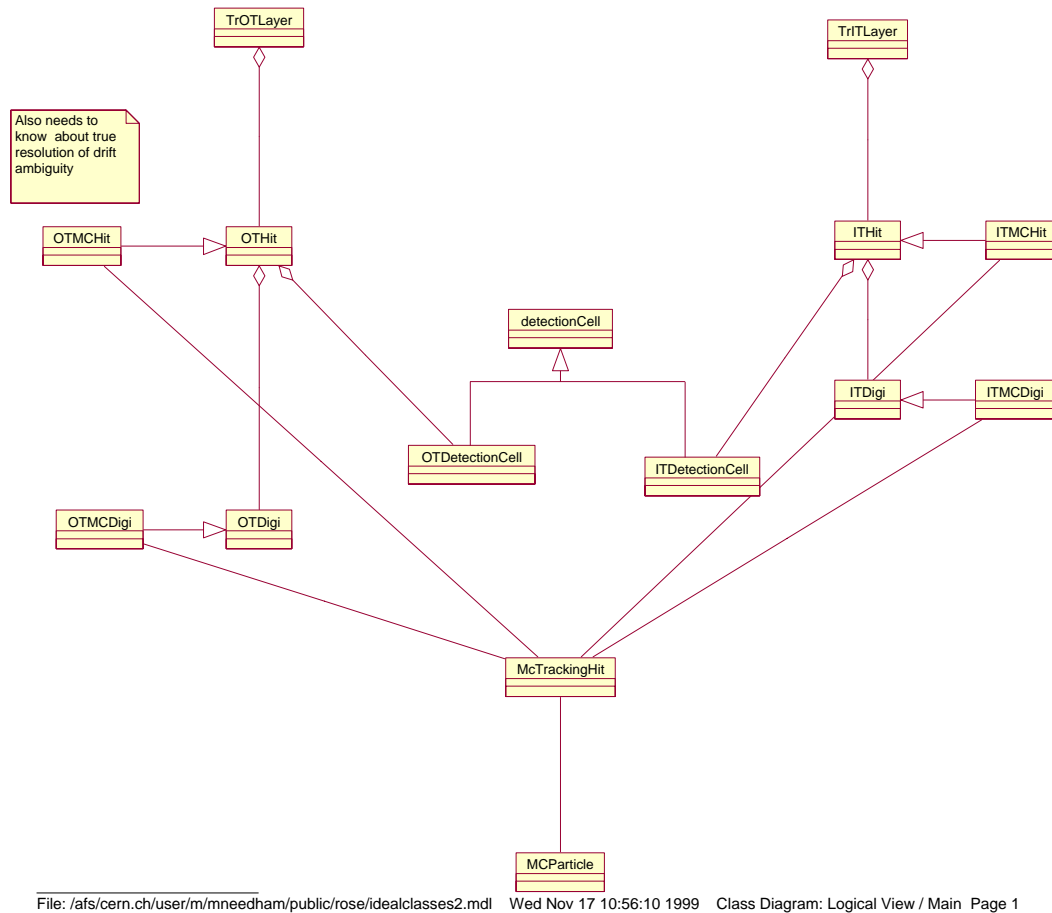 TrOTLayer
TrITLayer
Also needs to
know  about true
resolution of drift
ambiguity
OTMCHit
OTHit
ITHit
ITMCHit
detectionCell
ITDigi
ITMCDigi
OTDetectionCell
ITDetectionCell
OTMCDigi
OTDigi
McTrackingHit
MCParticle
File: /afs/cern.ch/user/m/mneedham/public/rose/idealclasses2.mdl    Wed Nov 17 10:56:10 1999    Class Diagram: Logical View / Main  Page 1